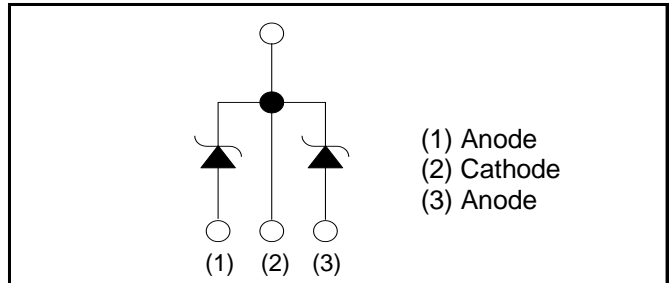 (1) Anode
(2) Cathode
(3) Anode
(1) (2) (3)